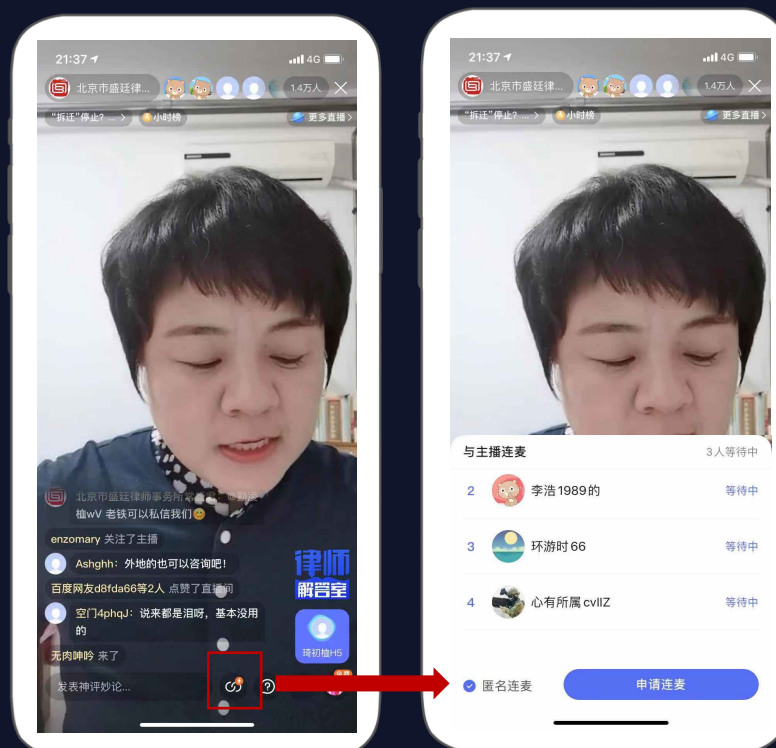 21:37
4G
北京市盛廷律...
1.4万人
"拆迁"停止？... >
小时榜
更多直播 >
北京市盛廷律师事务所
桖wV 老铁可以私信我们
enzomary 关注了主播
Ashghh：外地的也可以咨询吧！
百度网友d8fda66等2人 点赞了直播间
空门4phqJ：说来都是泪呀，基本没用
的
无肉呻吟 来了
发表神评妙论...
律师
解答室
琦初桖H5
21:37
4G
北京市盛廷律...
1.4万人
"拆迁"停止？... >
小时榜
更多直播 >
与主播连麦
3人等待中
2 李浩1989的 等待中
3 环游时66 等待中
4 心有所属cvllZ 等待中
匿名连麦
申请连麦